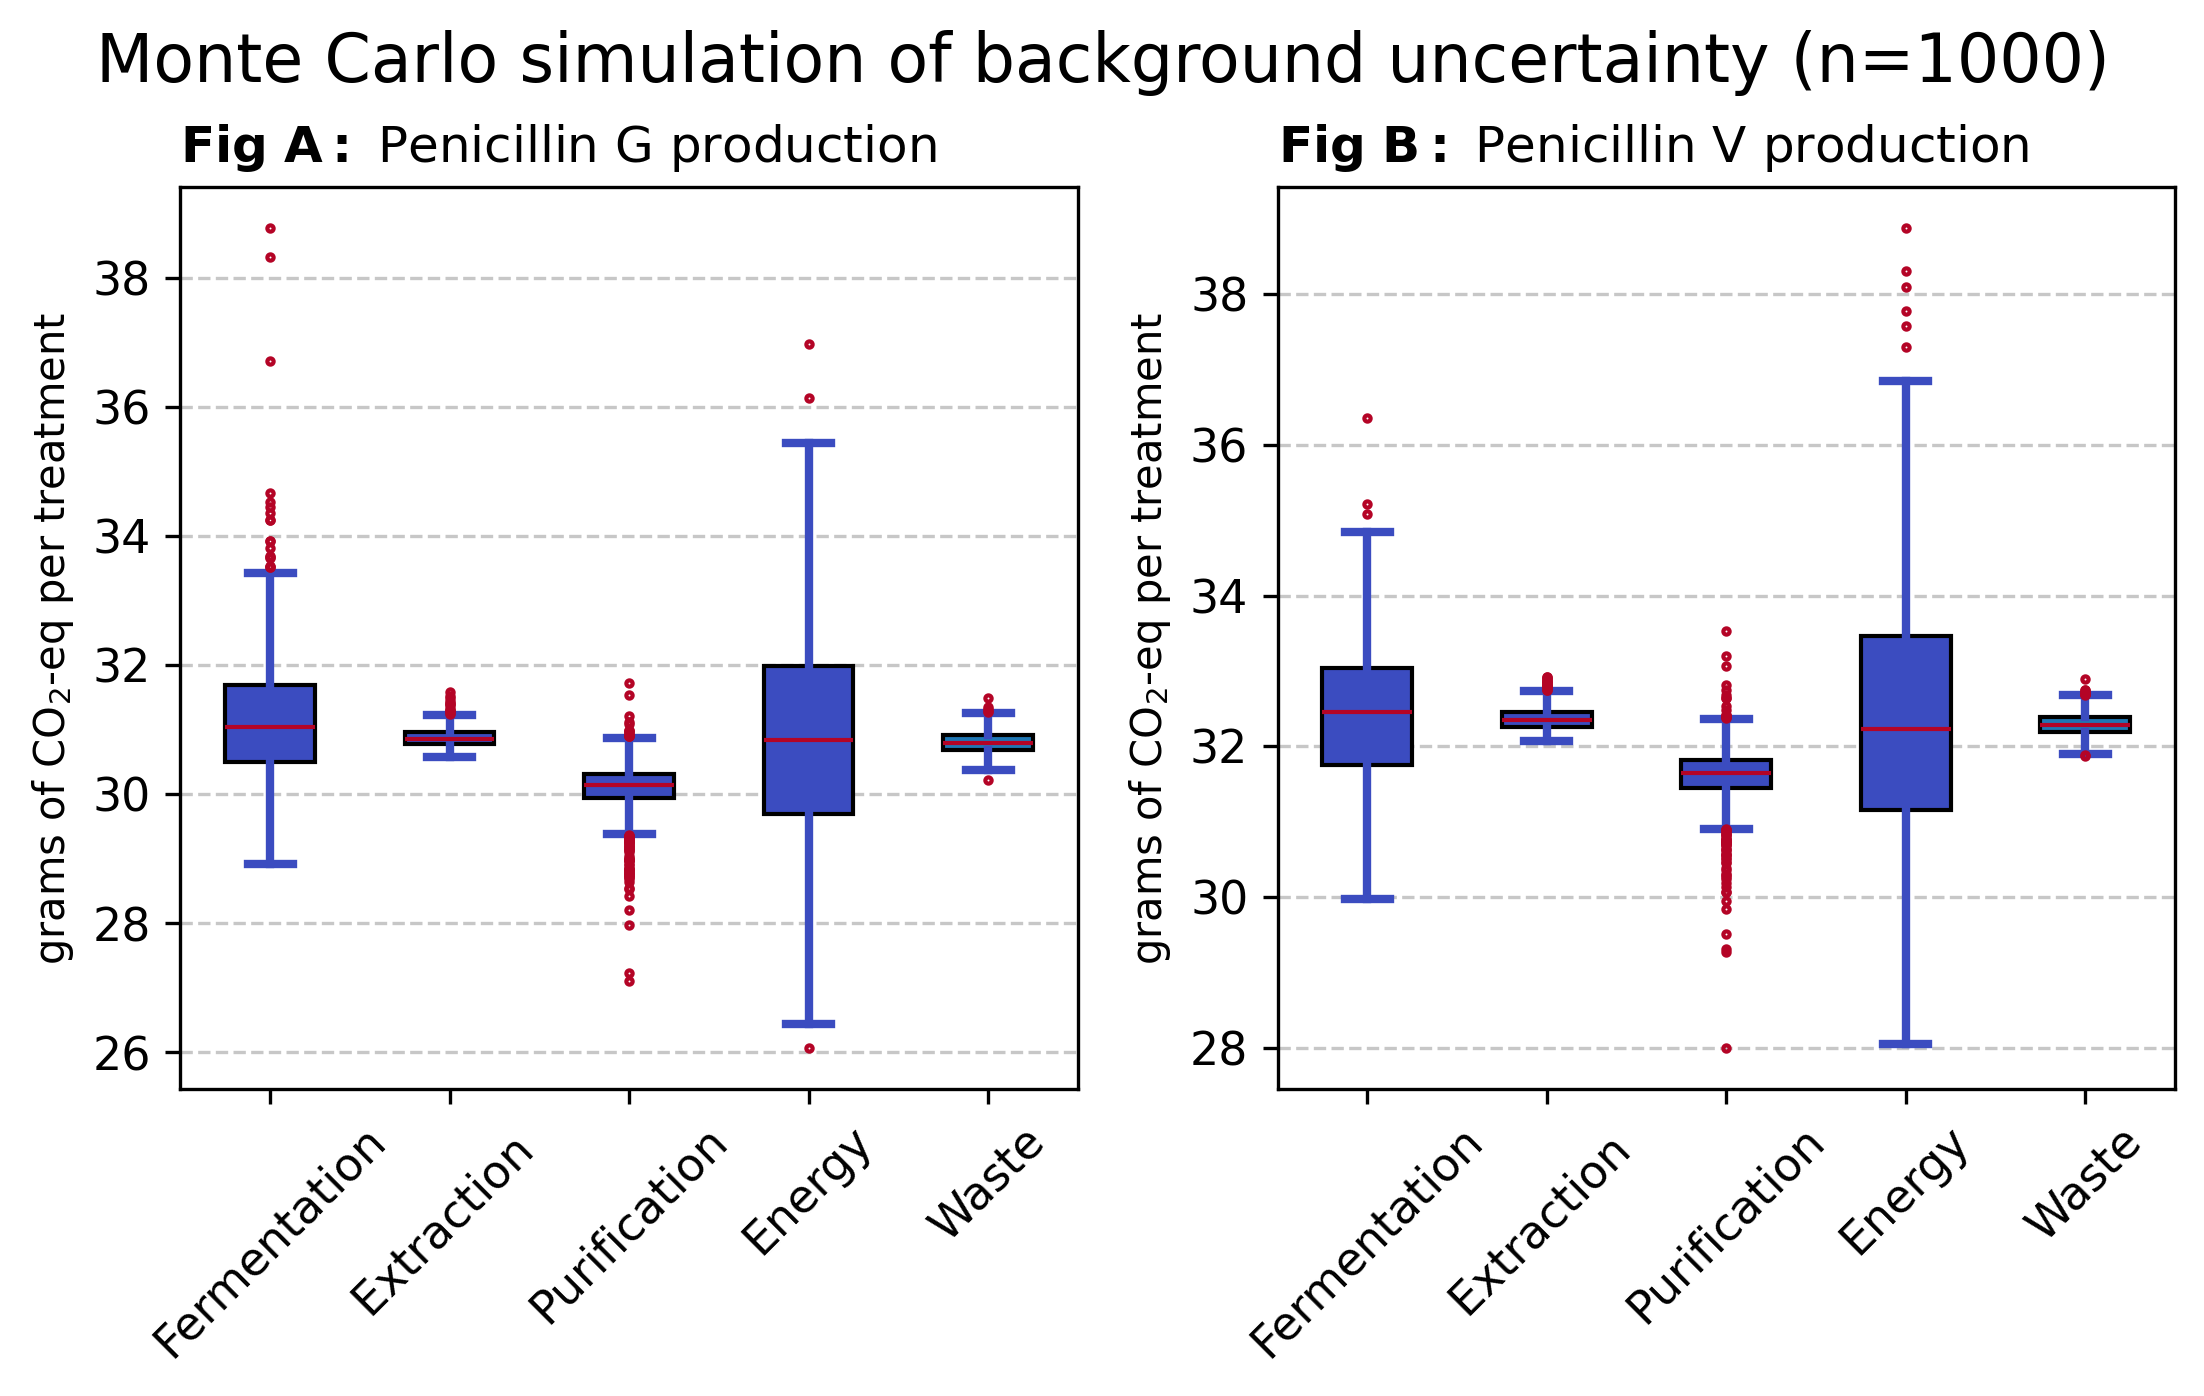 Monte Carlo simulation of background uncertainty (n=1000)
Fig A: Penicillin G production
grams of CO₂-eq per treatment
38
36
34
32
30
28
26
Fermentation
Extraction
Purification
Energy
Waste
Fig B: Penicillin V production
grams of CO₂-eq per treatment
38
36
34
32
30
28
Fermentation
Extraction
Purification
Energy
Waste